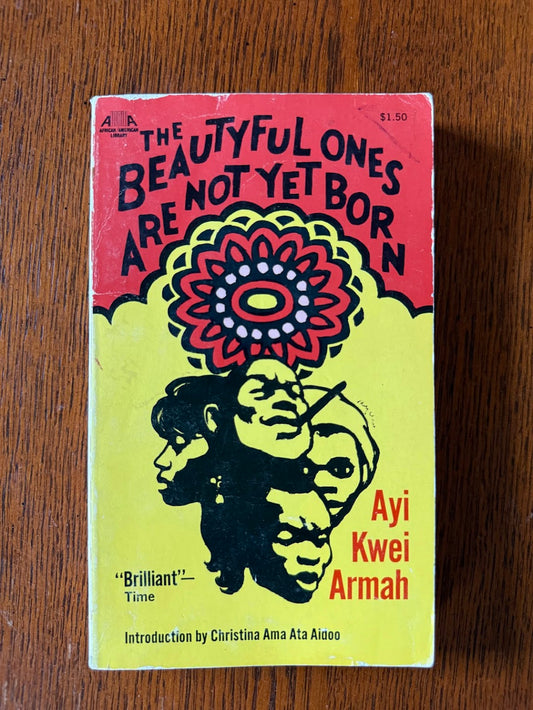 AA
AFRICAN/AMERICAN
LIBRARY
$1.50
THE
BEAUTYFUL ONES
ARE NOT YET BORN
Ayi
Kwei
Armah
"Brilliant"—
Time
Introduction by Christina Ama Ata Aidoo